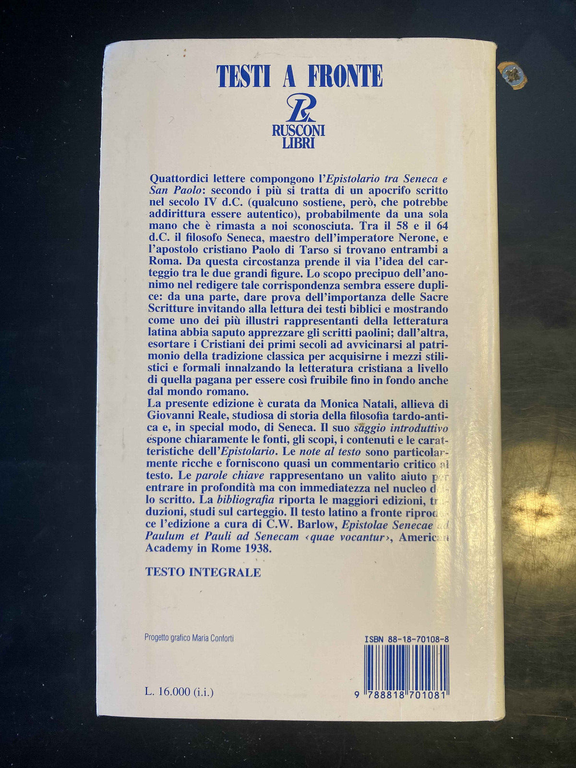 TESTI A FRONTE
R
RUSCONI
LIBRI
Quattordici lettere compongono l'Epistolario tra Seneca e
San Paolo: secondo i più si tratta di un apocrifo scritto
nel secolo IV d.C. (qualcuno sostiene, però, che potrebbe
addirittura essere autentico), probabilmente da una sola
mano che è rimasta a noi sconosciuta. Tra il 58 e il 64
d.C. il filosofo Seneca, maestro dell'imperatore Nerone, e
l'apostolo cristiano Paolo di Tarso si trovano entrambi a
Roma. Da questa circostanza prende il via l'idea del car-
teggio tra le due grandi figure. Lo scopo precipuo dell'ano-
nimo nel redigere tale corrispondenza sembra essere dupli-
ce: da una parte, dare prova dell'importanza delle Sacre
Scritture invitando alla lettura dei testi biblici e mostrando
come uno dei più illustri rappresentanti della letteratura
latina abbia saputo apprezzare gli scritti paolini; dall'altra,
esortare i Cristiani dei primi secoli ad avvicinarsi al patri-
monio della tradizione classica per acquisirne i mezzi stili-
stici e formali innalzando la letteratura cristiana a livello
di quella pagana per essere così fruibile fino in fondo anche
dal mondo romano.
La presente edizione è curata da Monica Natali, allieva di
Giovanni Reale, studiosa di storia della filosofia tardo-anti-
ca e, in special modo, di Seneca. Il suo saggio introduttivo
espone chiaramente le fonti, gli scopi, i contenuti e le carat-
teristiche dell'Epistolario. Le note al testo sono particolar-
mente ricche e forniscono quasi un commentario critico al
testo. Le parole chiave rappresentano un valito aiuto per
entrare in profondità ma con immediatezza nel nucleo del-
lo scritto. La bibliografia riporta le maggiori edizioni, tra-
duzioni, studi sul carteggio. Il testo latino a fronte riprodu-
ce l'edizione a cura di C.W. Barlow, Epistolae Senecae ad
Paulum et Pauli ad Senecam ‹quae vocantur›, American
Academy in Rome 1938.
TESTO INTEGRALE
Progetto grafico Maria Conforti
ISBN 88-18-70108-8
L. 16.000 (i.i.)
9 788818 701081